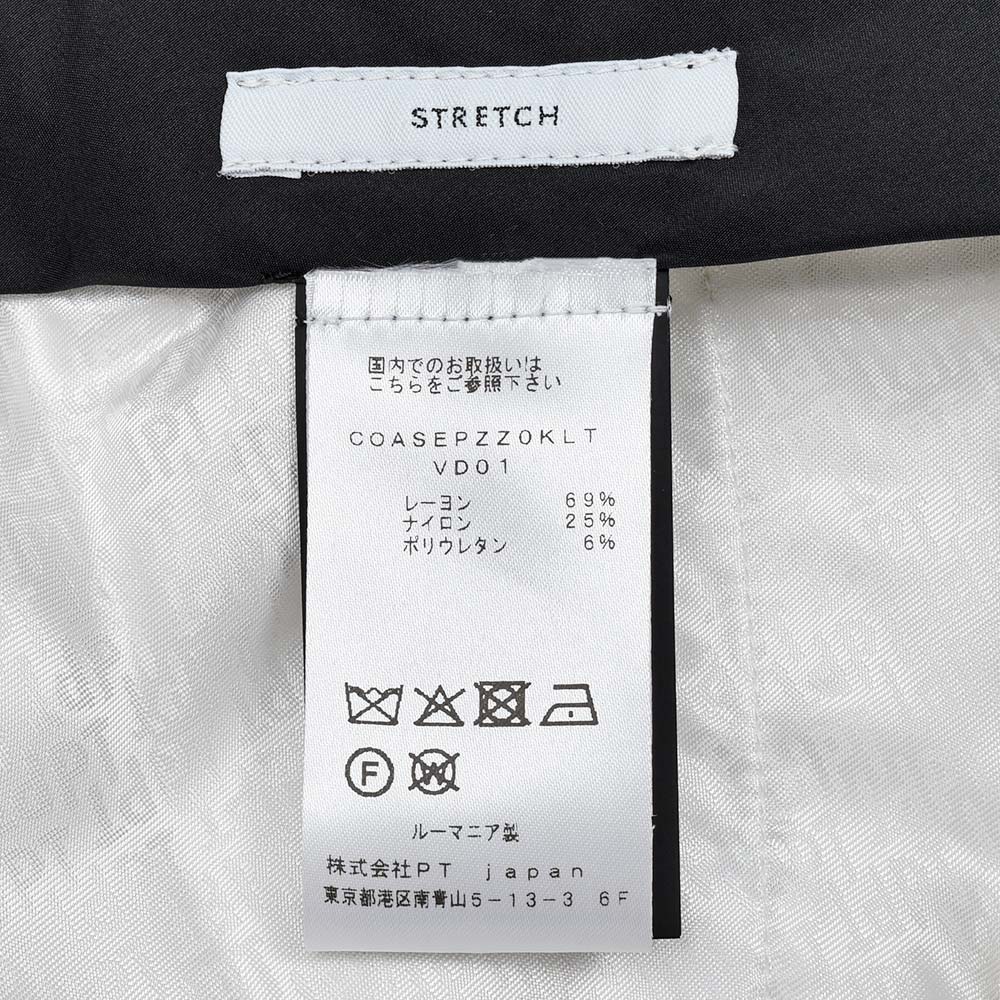 STRETCH
国内でのお取扱いは
こちらをご参照下さい
COASEPZZ0KLT
VD01
レーヨン 69%
ナイロン 25%
ポリウレタン 6%
F
W
ルーマニア製
株式会社PT japan
東京都港区南青山5-13-3 6F